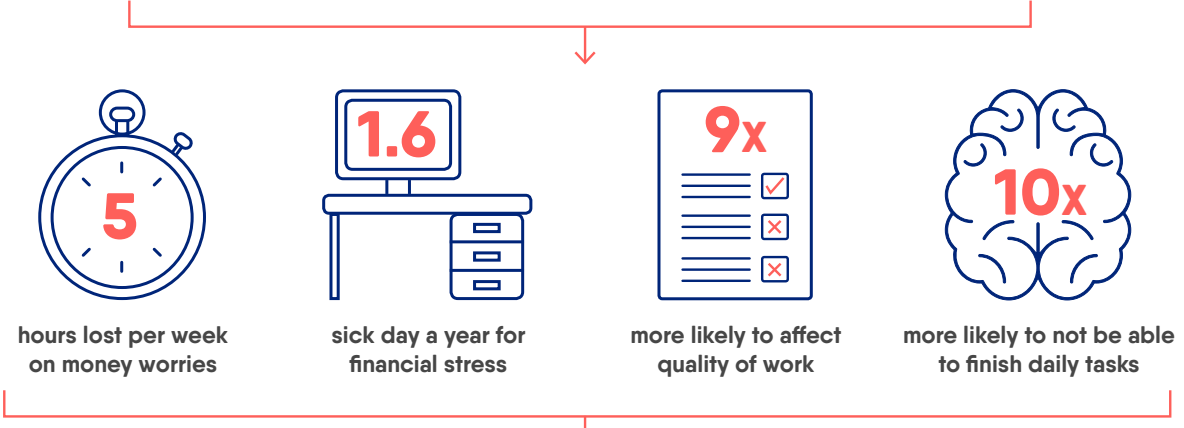 5
hours lost per week
on money worries
1.6
sick day a year for
financial stress
9x
more likely to affect
quality of work
10x
more likely to not be able
to finish daily tasks